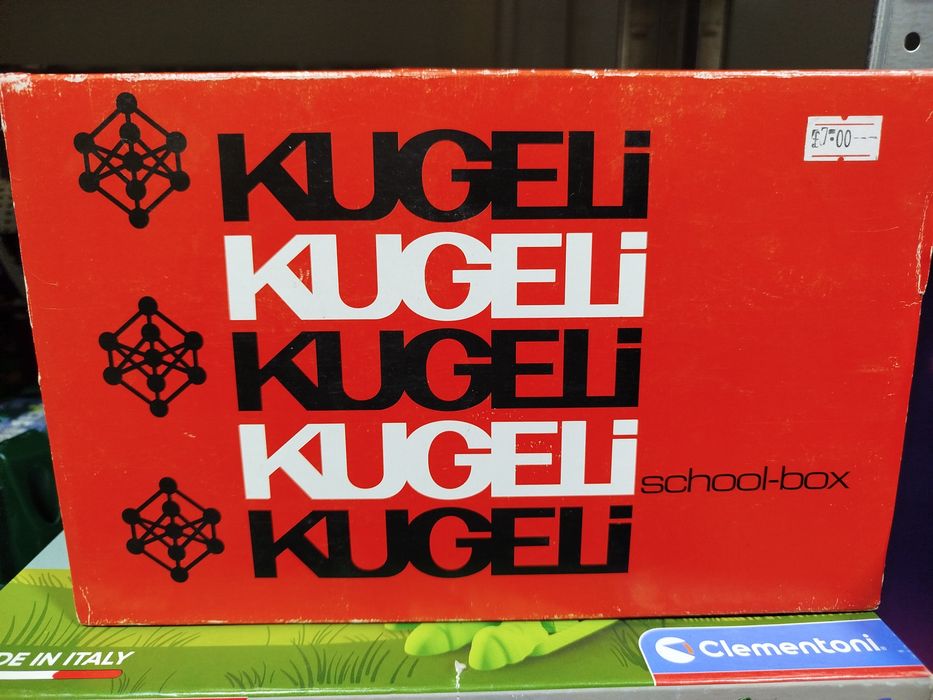 KUGELi
£7.00
KUGELi
KUGELi
KUGELi
school-box
KUGELi
DE IN ITALY
Clementoni